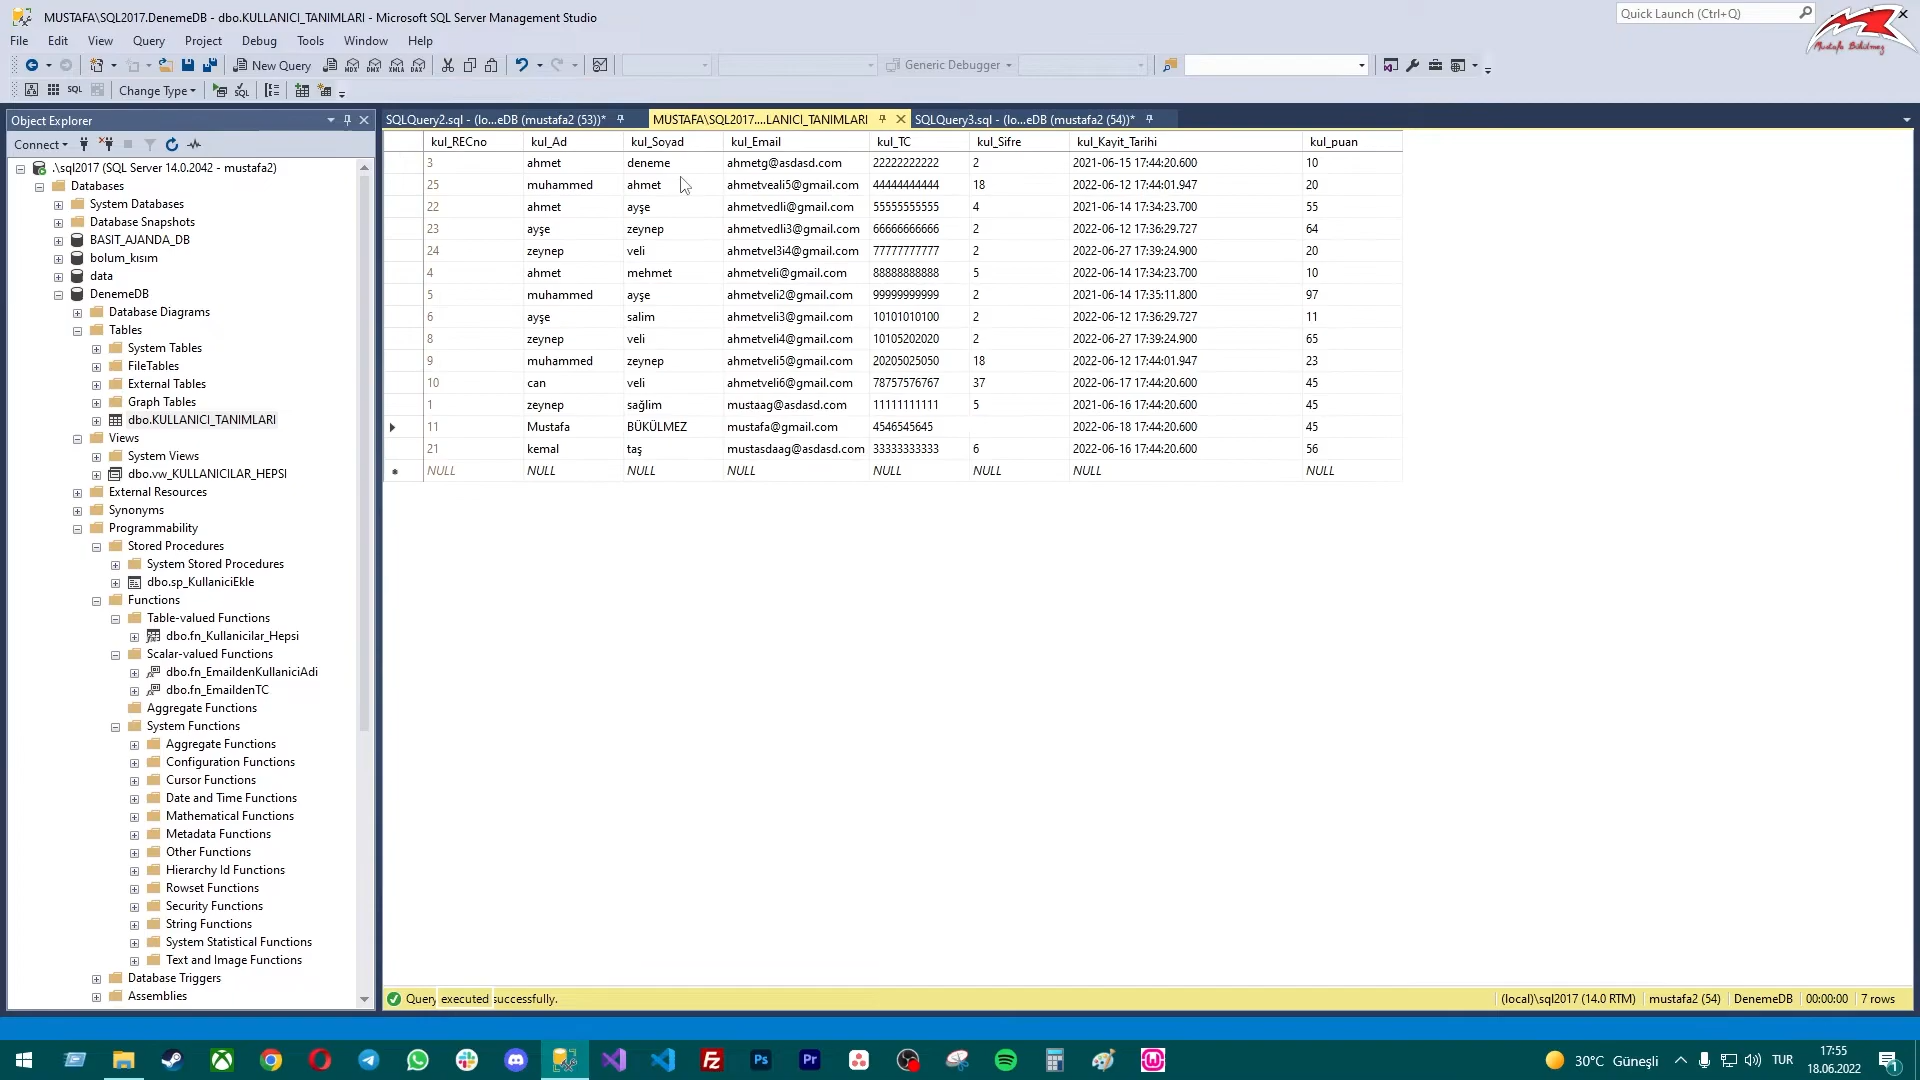 MUSTAFA\SQL2017.DenemeDB - dbo.KULLANICI_TANIMLARI - Microsoft SQL Server Management Studio
Quick Launch (Ctrl+Q)
File Edit View Query Project Debug Tools Window Help
Mustafa Bükülmez
New Query MDX DMX XMLA DAX Generic Debugger
SQL Change Type SQL
Object Explorer
SQLQuery2.sql - (lo...eDB (mustafa2 (53))* MUSTAFA\SQL2017....LANICI_TANIMLARI SQLQuery3.sql - (lo...eDB (mustafa2 (54))*
Connect
.\sql2017 (SQL Server 14.0.2042 - mustafa2)
Databases
System Databases
Database Snapshots
BASIT_AJANDA_DB
bolum_kısım
data
DenemeDB
Database Diagrams
Tables
System Tables
FileTables
External Tables
Graph Tables
dbo.KULLANICI_TANIMLARI
Views
System Views
dbo.vw_KULLANICILAR_HEPSI
External Resources
Synonyms
Programmability
Stored Procedures
System Stored Procedures
dbo.sp_KullaniciEkle
Functions
Table-valued Functions
dbo.fn_Kullanicilar_Hepsi
Scalar-valued Functions
dbo.fn_EmaildenKullaniciAdi
dbo.fn_EmaildenTC
Aggregate Functions
System Functions
Aggregate Functions
Configuration Functions
Cursor Functions
Date and Time Functions
Mathematical Functions
Metadata Functions
Other Functions
Hierarchy Id Functions
Rowset Functions
Security Functions
String Functions
System Statistical Functions
Text and Image Functions
Database Triggers
Assemblies
kul_RECno kul_Ad kul_Soyad kul_Email kul_TC kul_Sifre kul_Kayit_Tarihi kul_puan
3 ahmet deneme ahmetg@asdasd.com 22222222222 2 2021-06-15 17:44:20.600 10
25 muhammed ahmet ahmetveali5@gmail.com 44444444444 18 2022-06-12 17:44:01.947 20
22 ahmet ayşe ahmetvedli@gmail.com 55555555555 4 2021-06-14 17:34:23.700 55
23 ayşe zeynep ahmetvedli3@gmail.com 66666666666 2 2022-06-12 17:36:29.727 64
24 zeynep veli ahmetvel3i4@gmail.com 77777777777 2 2022-06-27 17:39:24.900 20
4 ahmet mehmet ahmetveli@gmail.com 88888888888 5 2022-06-14 17:34:23.700 10
5 muhammed ayşe ahmetveli2@gmail.com 99999999999 2 2021-06-14 17:35:11.800 97
6 ayşe salim ahmetveli3@gmail.com 10101010100 2 2022-06-12 17:36:29.727 11
8 zeynep veli ahmetveli4@gmail.com 10105202020 2 2022-06-27 17:39:24.900 65
9 muhammed zeynep ahmetveli5@gmail.com 20205025050 18 2022-06-12 17:44:01.947 23
10 can veli ahmetveli6@gmail.com 78757576767 37 2022-06-17 17:44:20.600 45
1 zeynep sağlim mustaag@asdasd.com 11111111111 5 2021-06-16 17:44:20.600 45
11 Mustafa BÜKÜLMEZ mustafa@gmail.com 4546545645 2022-06-18 17:44:20.600 45
21 kemal taş mustasdaag@asdasd.com 33333333333 6 2022-06-16 17:44:20.600 56
NULL NULL NULL NULL NULL NULL NULL NULL
Query executed successfully. (local)\sql2017 (14.0 RTM) mustafa2 (54) DenemeDB 00:00:00 7 rows
Fz Ps Pr 30°C Güneşli TUR 17:55
18.06.2022 1